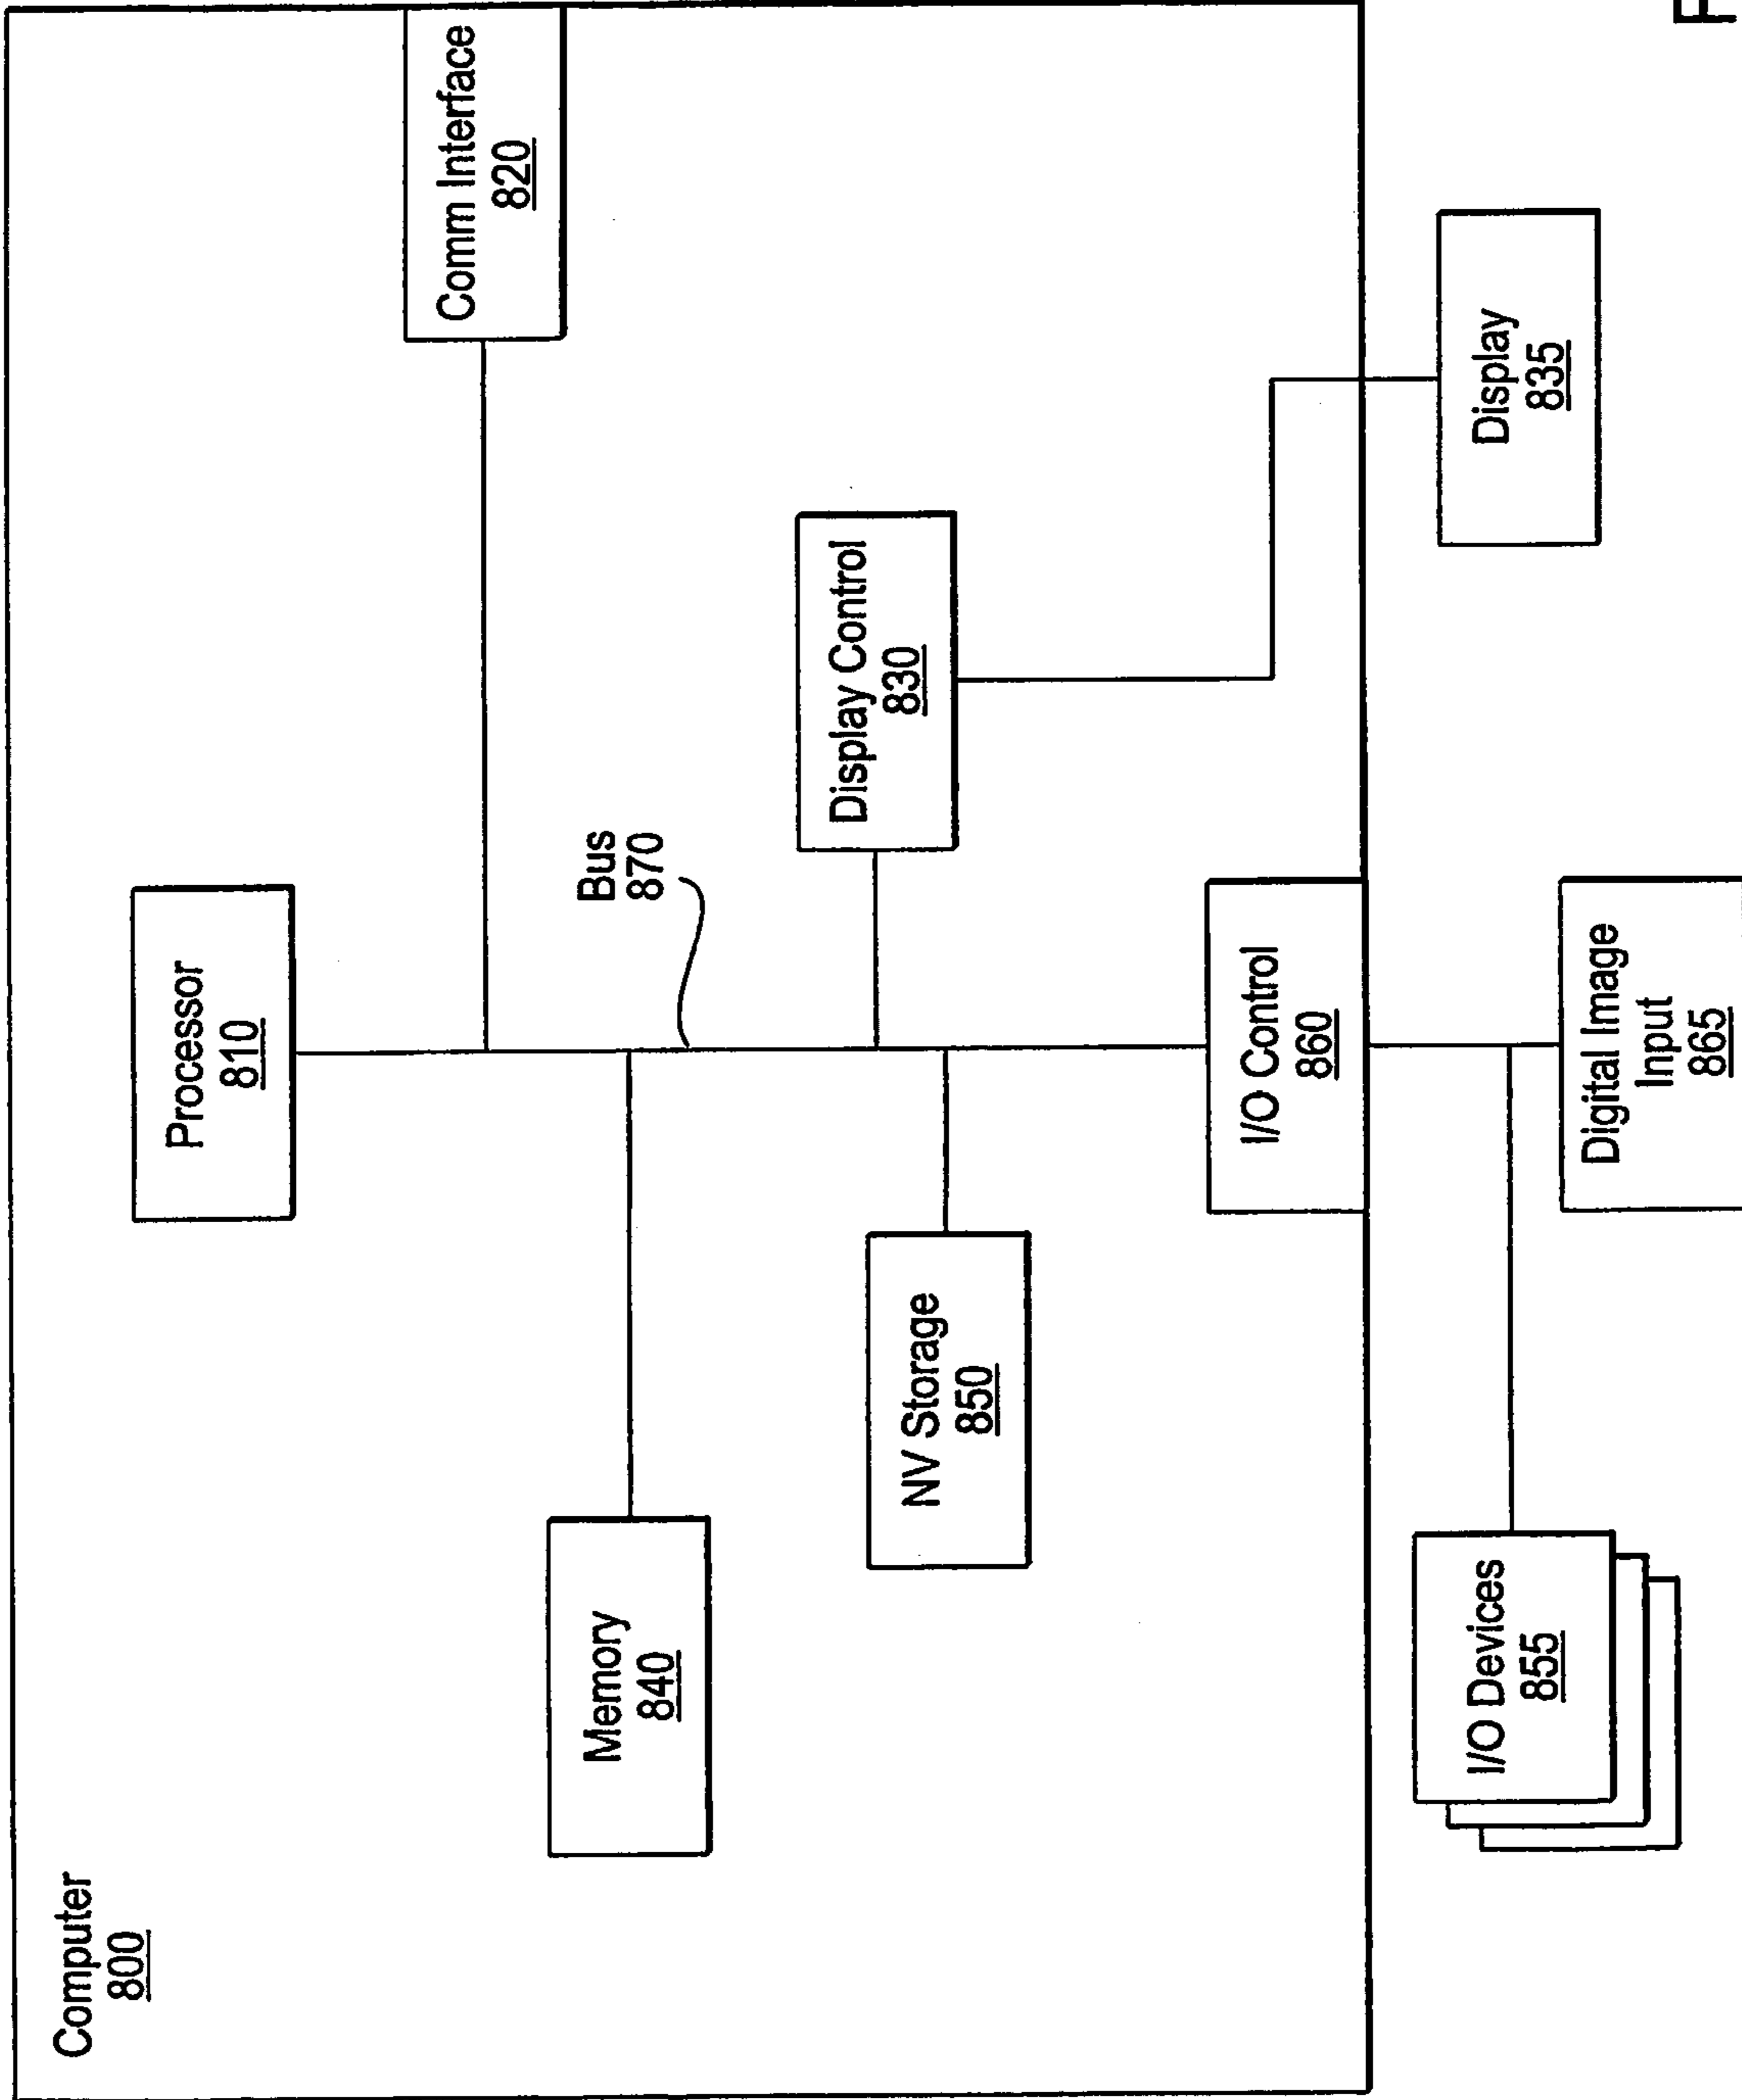 Computer
800
Processor
810
Comm Interface
820
Bus
870
Memory
840
Display Control
830
NV Storage
850
I/O Control
860
Display
835
I/O Devices
855
Digital Image
Input
865
F